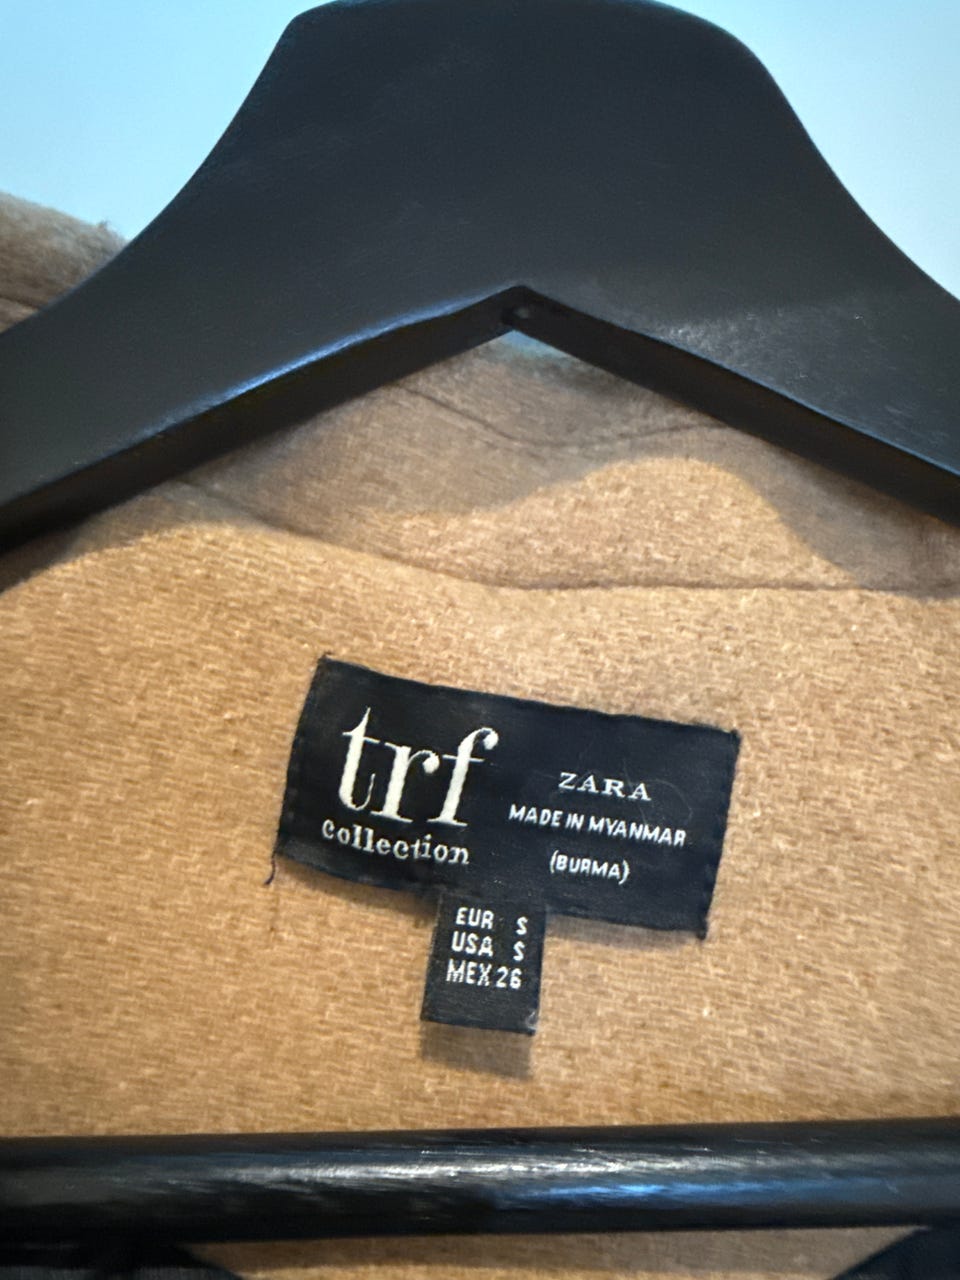 trf
collection
ZARA
MADE IN MYANMAR
(BURMA)
EUR S
USA S
MEX 26